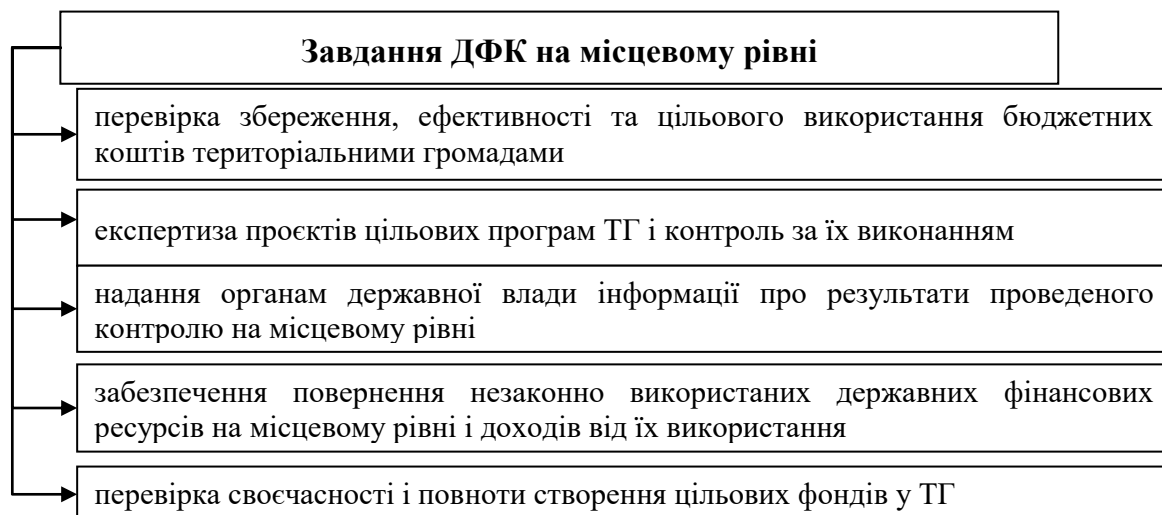 Завдання ДФК на місцевому рівні
перевірка збереження, ефективності та цільового використання бюджетних
коштів територіальними громадами
експертиза проєктів цільових програм ТГ і контроль за їх виконанням
надання органам державної влади інформації про результати проведеного
контролю на місцевому рівні
забезпечення повернення незаконно використаних державних фінансових
ресурсів на місцевому рівні і доходів від їх використання
перевірка своєчасності і повноти створення цільових фондів у ТГ